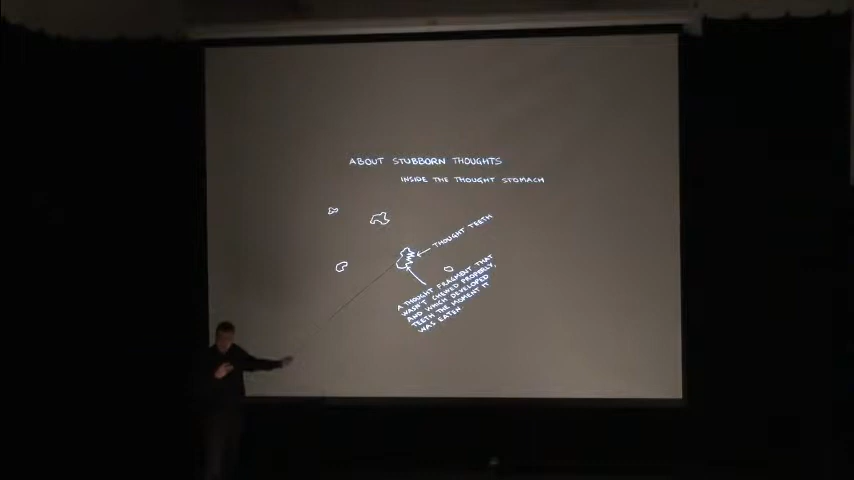 ABOUT STUBBORN THOUGHTS
INSIDE THE THOUGHT STOMACH
THOUGHT TEETH
A THOUGHT FRAGMENT THAT
WASN'T CHEWED PROPERLY,
AND WHICH DEVELOPED
TEETH THE MOMENT IT
WAS EATEN